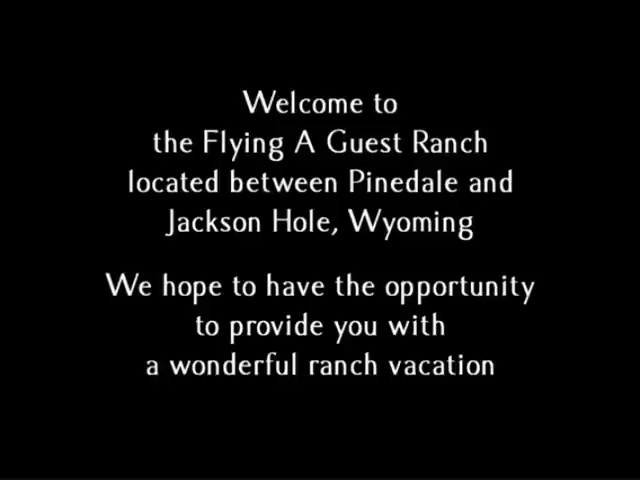 Welcome to
the Flying A Guest Ranch
located between Pinedale and
Jackson Hole, Wyoming
We hope to have the opportunity
to provide you with
a wonderful ranch vacation